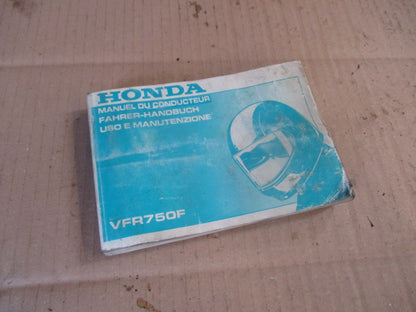 HONDA
MANUEL DU CONDUCTEUR
FAHRER-HANDBUCH
USO E MANUTENZIONE
VFR750F